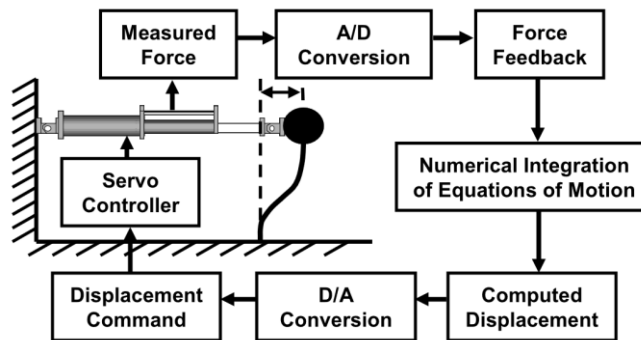 Measured
Force
A/D
Conversion
Force
Feedback
Servo
Controller
Numerical Integration
of Equations of Motion
Displacement
Command
D/A
Conversion
Computed
Displacement